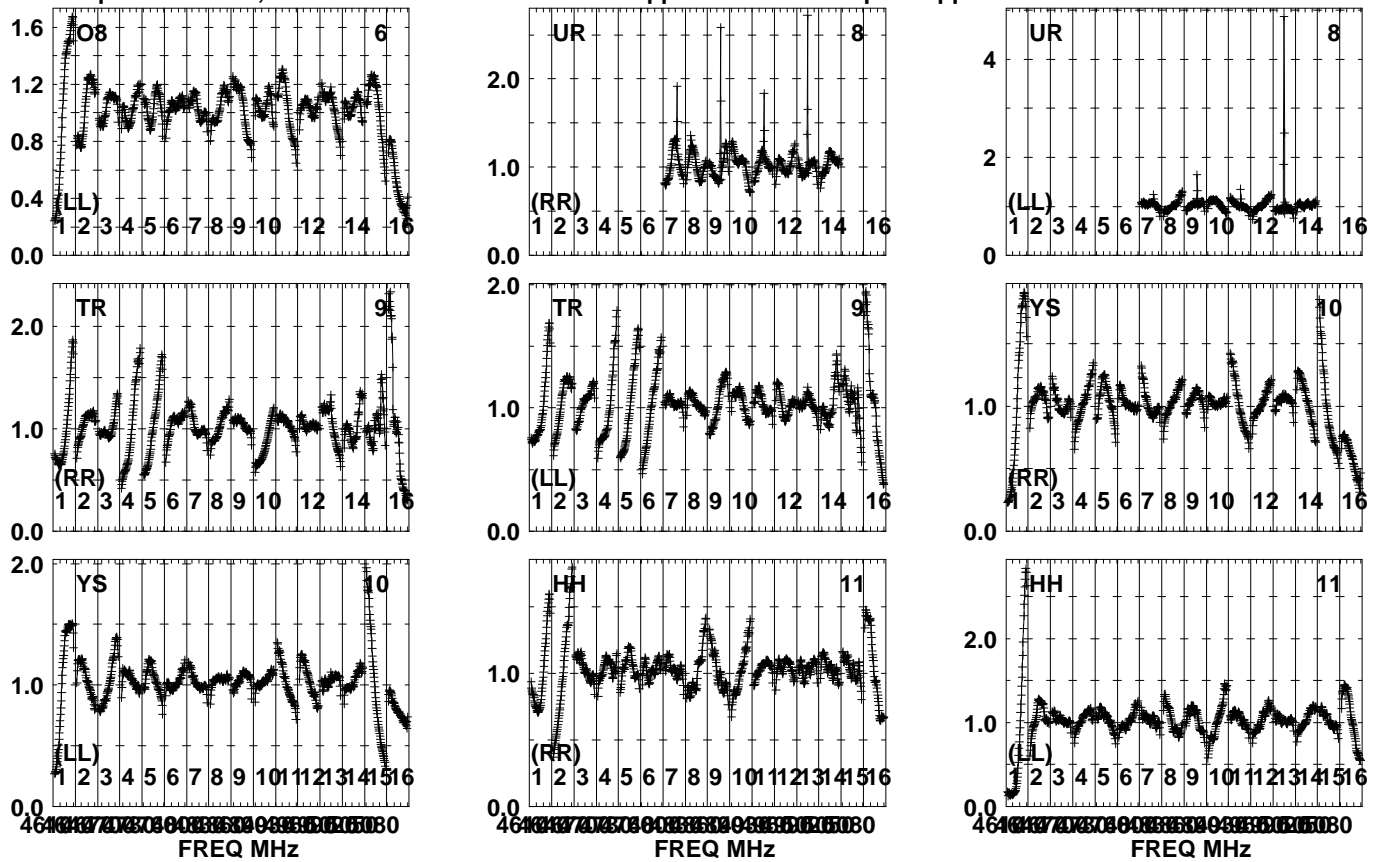 1.6 O8 6
1.2
0.8
0.4 (LL)
1 2 3 4 5 6 7 8 9 10 12 14 16
0.0
UR 8
2.0
1.0
(RR)
1 2 3 4 5 6 7 8 9 10 12 14 16
0.0
UR 8
4
2
(LL)
1 2 3 4 5 6 7 8 9 10 12 14 16
0
TR 9
2.0
1.0
(RR)
1 2 3 4 5 6 7 8 9 10 12 14 16
0.0
TR 9
2.0
1.0
(LL)
1 2 3 4 5 6 7 8 9 10 12 14 16
0.0
YS 10
1.0
(RR)
1 2 3 4 5 6 7 8 9 10 12 14 16
0.0
2.0 YS 10
1.0
(LL)
1 2 3 4 5 6 7 8 9 10 11 12 13 14 15 16
0.0
FREQ MHz
HH 11
1.0
(RR)
1 2 3 4 5 6 7 8 9 10 11 12 13 14 15 16
0.0
FREQ MHz
HH 11
2.0
1.0
(LL)
1 2 3 4 5 6 7 8 9 10 11 12 13 14 15 16
0.0
FREQ MHz